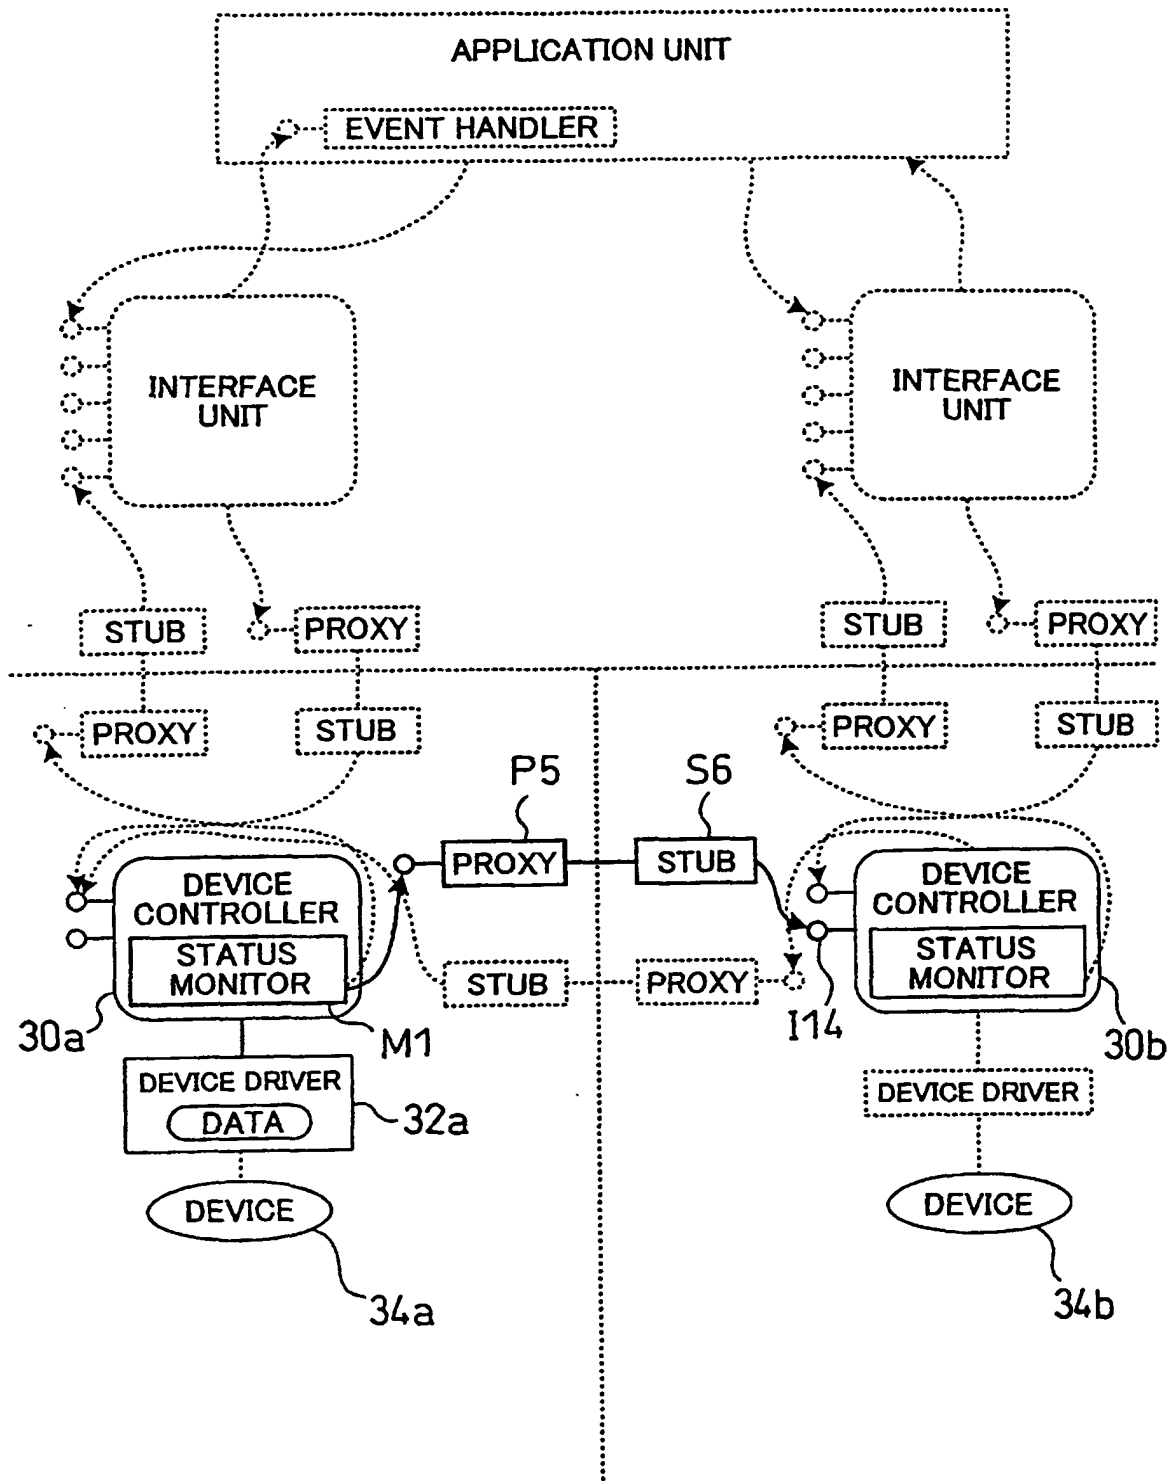 APPLICATION UNIT
EVENT HANDLER
INTERFACE
UNIT
INTERFACE
UNIT
STUB
PROXY
STUB
PROXY
PROXY
STUB
PROXY
STUB
P5
S6
PROXY
STUB
DEVICE
CONTROLLER
STATUS
MONITOR
DEVICE
CONTROLLER
STATUS
MONITOR
STUB
PROXY
30a
M1
I14
30b
DEVICE DRIVER
DATA
32a
DEVICE DRIVER
DEVICE
DEVICE
34a
34b